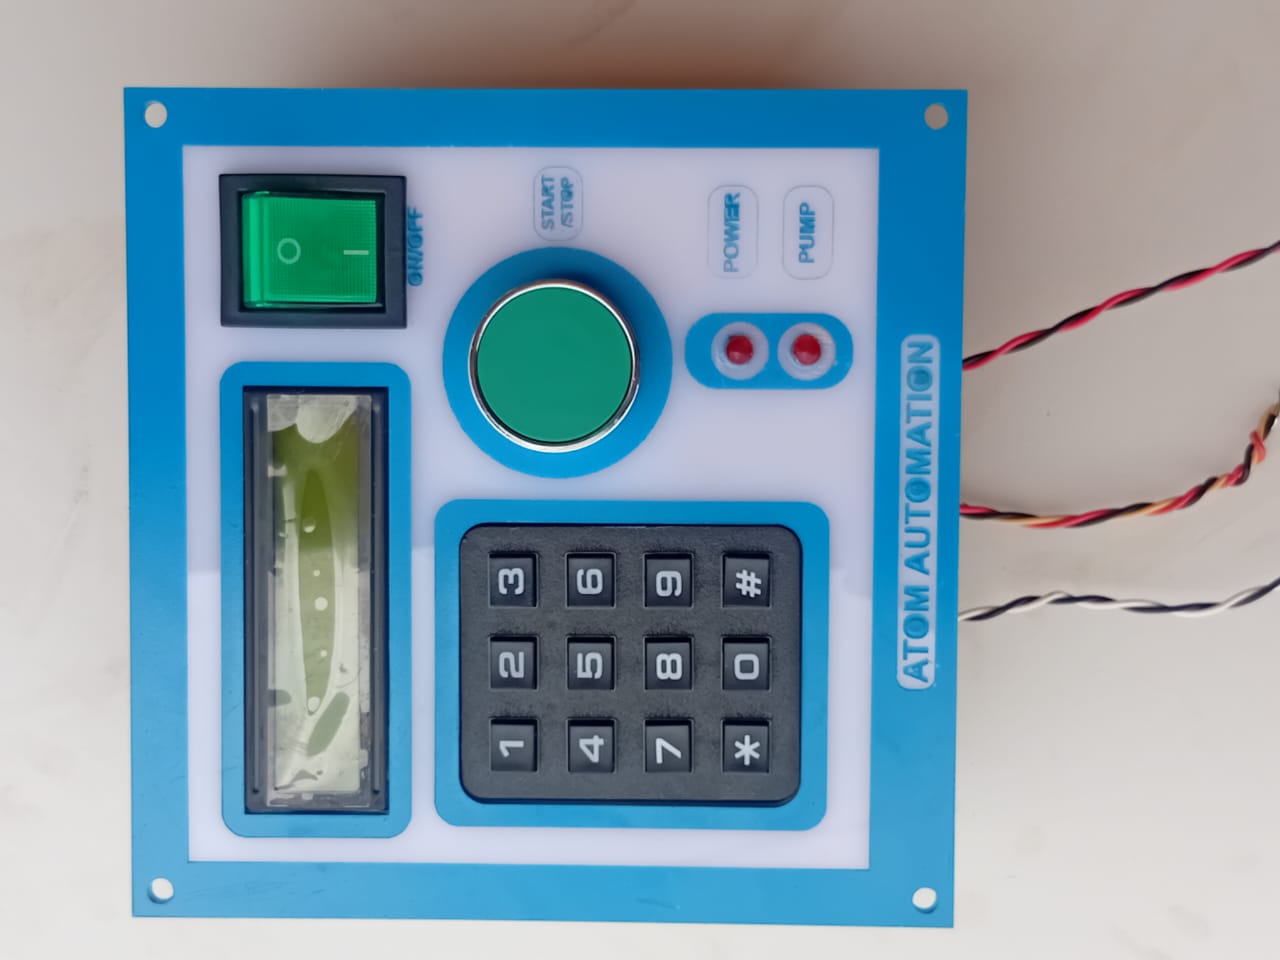 O I
ON/OFF
START
/STOP
POWER
PUMP
1 2 3
4 5 6
7 8 9
* 0 #
ATOM AUTOMATION